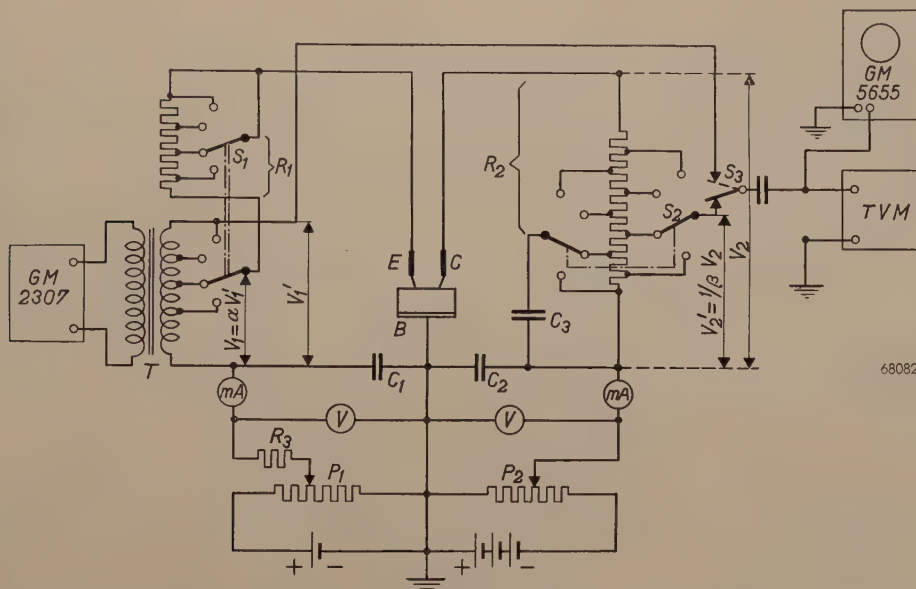 GM
5655
S1
R1
R2
S3
S2
TVM
E
C
V2
GM
2307
V1=αV1'
V1'
B
C3
V2'=1/β V2
T
C1
C2
68082
mA
V
V
mA
R3
P1
P2
+
-
+
-